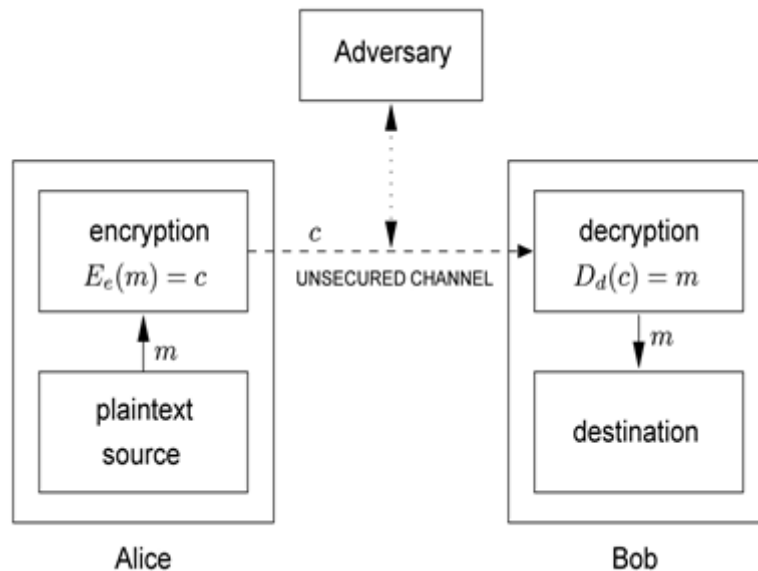 Adversary
encryption
E_e(m) = c
c
UNSECURED CHANNEL
decryption
D_d(c) = m
m
m
plaintext
source
destination
Alice
Bob